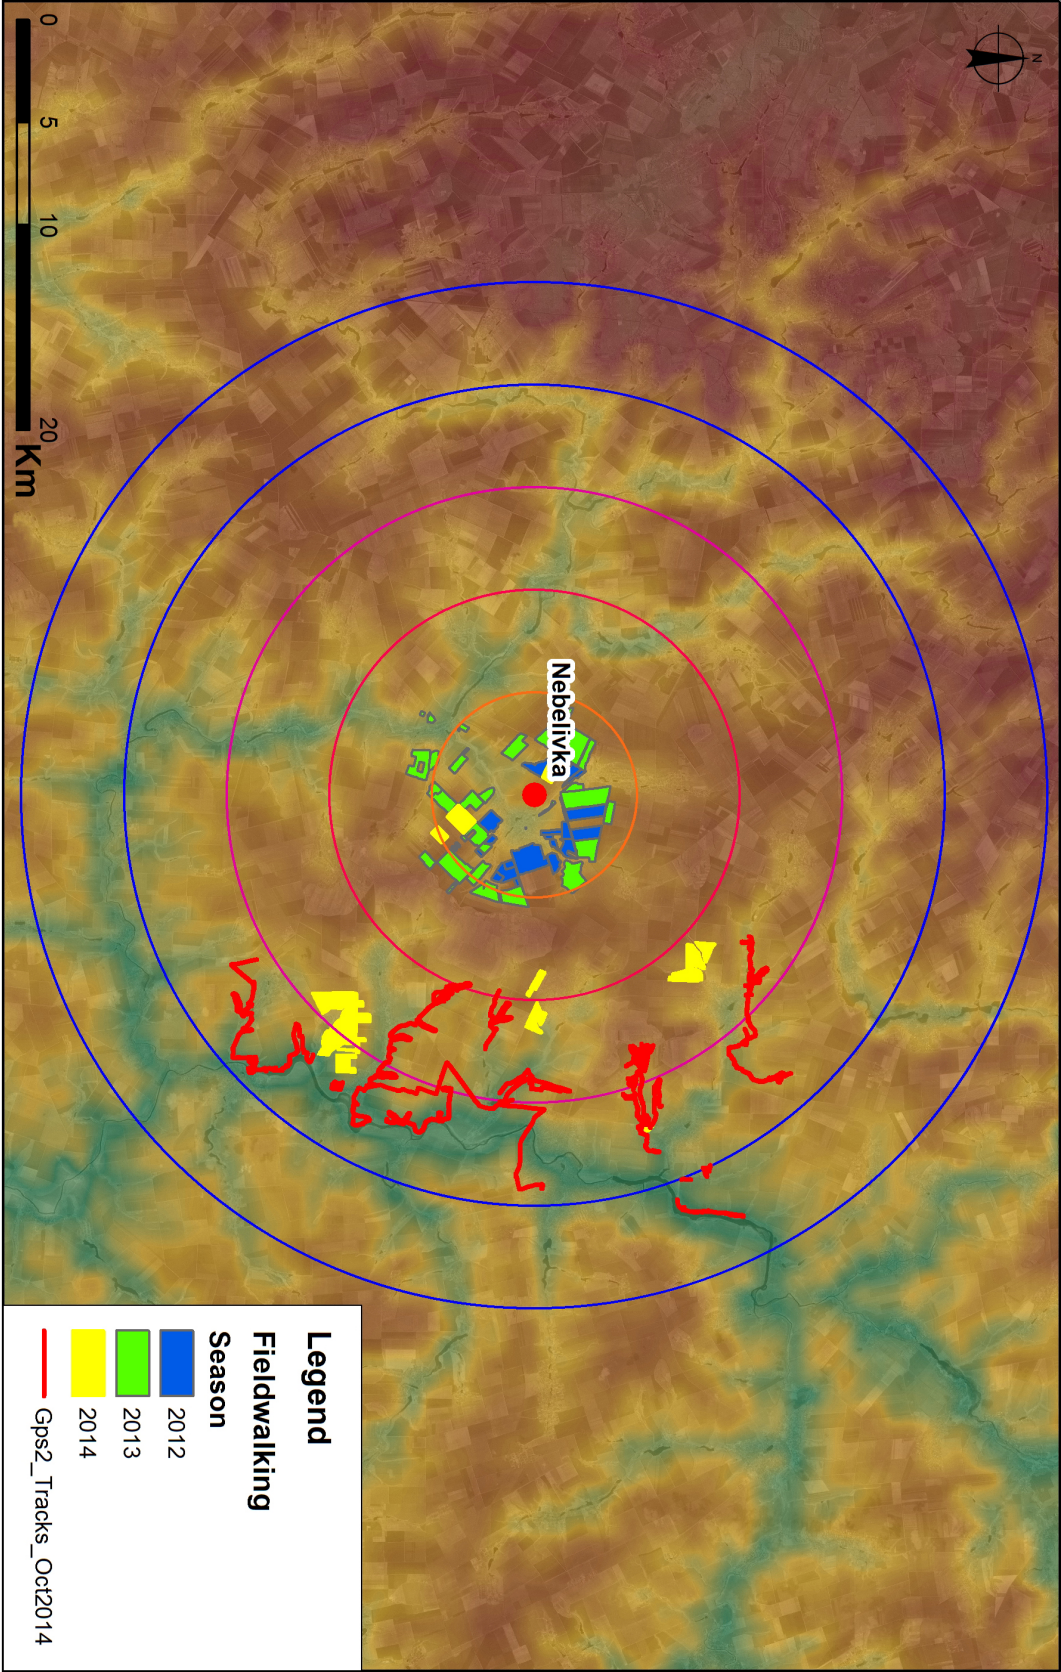 N
Nebelivka
0 5 10 20
Km
Legend
Fieldwalking
Season
2012
2013
2014
Gps2_Tracks_Oct2014